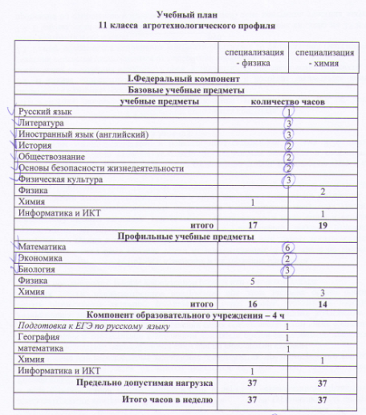 Учебный план
11 класса агротехнологического профиля
специализация - физика специализация - химия
I.Федеральный компонент
Базовые учебные предметы
учебные предметы количество часов
Русский язык 1
Литература 3
Иностранный язык (английский) 3
История 2
Обществознание 2
Основы безопасности жизнедеятельности 2
Физическая культура 3
Физика 2
Химия 1
Информатика и ИКТ 1
итого 17 19
Профильные учебные предметы
Математика 6
Экономика 2
Биология 3
Физика 5
Химия 3
итого 16 14
Компонент образовательного учреждения – 4 ч
Подготовка к ЕГЭ по русскому языку 1
География 1
математика 1
Химия 1
Информатика и ИКТ 1
Предельно допустимая нагрузка 37 37
Итого часов в неделю 37 37